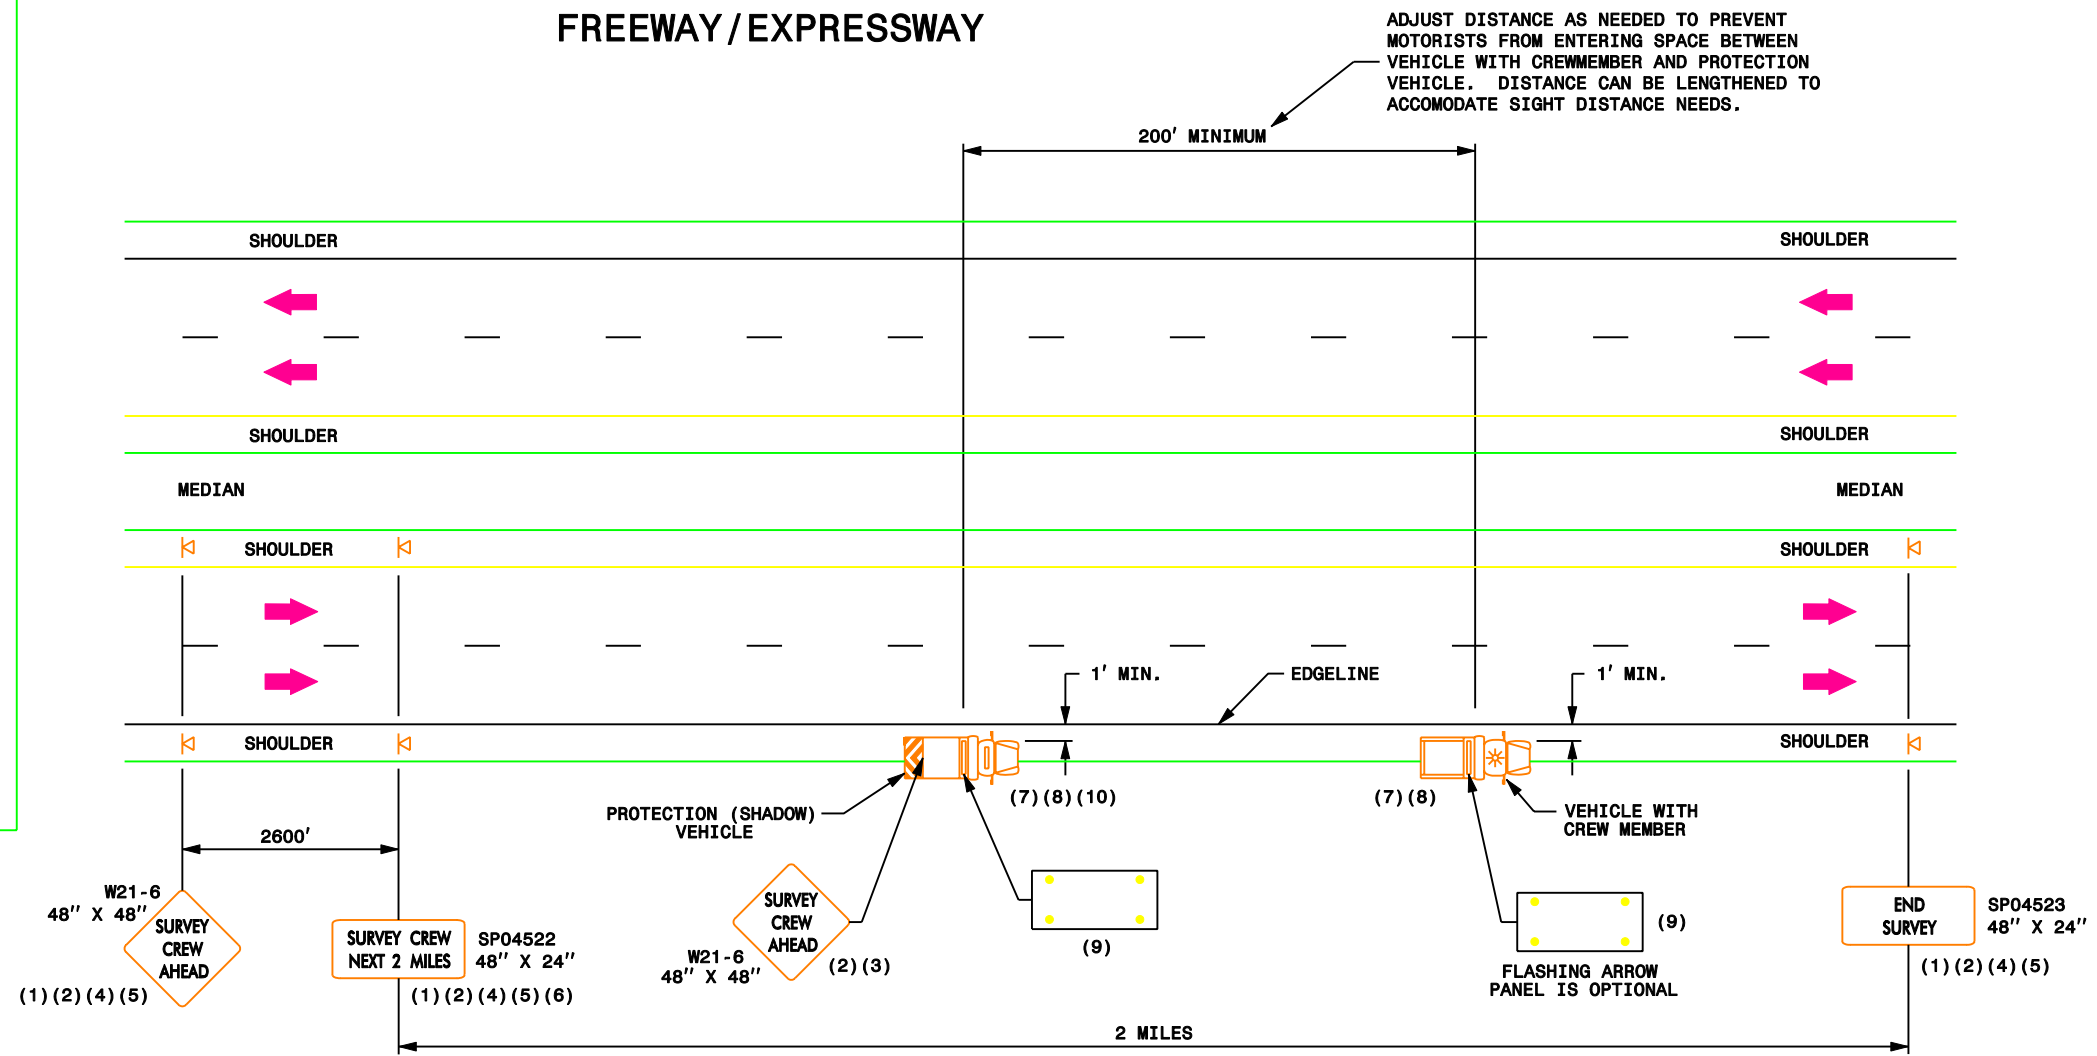 FREEWAY/EXPRESSWAY
ADJUST DISTANCE AS NEEDED TO PREVENT
MOTORISTS FROM ENTERING SPACE BETWEEN
VEHICLE WITH CREWMEMBER AND PROTECTION
VEHICLE. DISTANCE CAN BE LENGTHENED TO
ACCOMODATE SIGHT DISTANCE NEEDS.
200' MINIMUM
SHOULDER
SHOULDER
SHOULDER
SHOULDER
MEDIAN
MEDIAN
SHOULDER
SHOULDER
1' MIN.
EDGELINE
1' MIN.
SHOULDER
SHOULDER
(7)(8)(10)
(7)(8)
PROTECTION (SHADOW)
VEHICLE
VEHICLE WITH
CREW MEMBER
2600'
W21-6
48" X 48"
SURVEY
CREW
AHEAD
(1)(2)(4)(5)
SURVEY CREW
NEXT 2 MILES
SP04522
48" X 24"
(1)(2)(4)(5)(6)
SURVEY
CREW
AHEAD
W21-6
48" X 48"
(2)(3)
(9)
(9)
FLASHING ARROW
PANEL IS OPTIONAL
END
SURVEY
SP04523
48" X 24"
(1)(2)(4)(5)
2 MILES